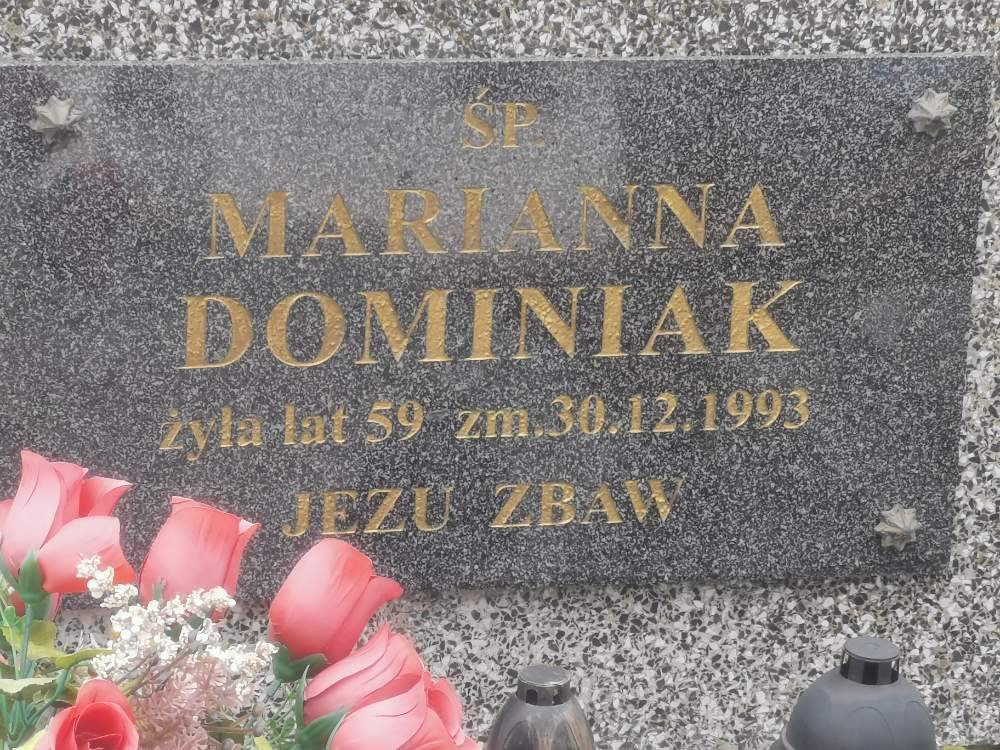 ŚP.
MARIANNA
DOMINIAK
żyła lat 59 zm.30.12.1993
JEZU ZBAW